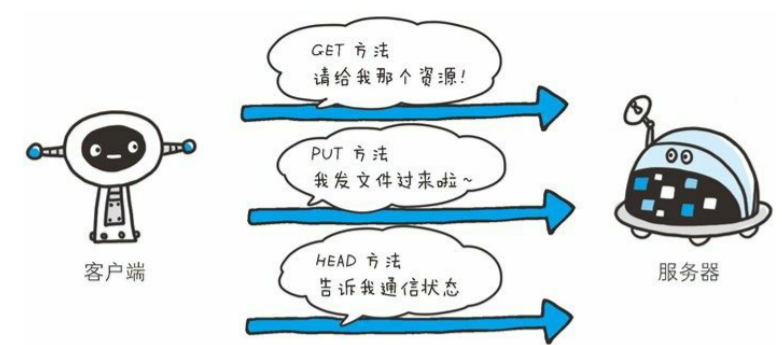 GET 方法
请给我那个资源!
PUT 方法
我发文件过来啦~
HEAD 方法
告诉我通信状态
客户端
服务器